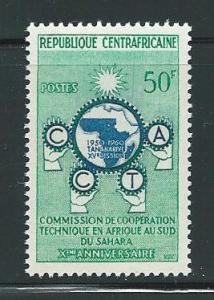 REPUBLIQUE CENTRAFRICAINE
POSTES
50F
1950-1960
TANANARIVE
XVe SESSION
C
A
C
T
COMMISSION DE COOPERATION
TECHNIQUE EN AFRIQUE AU SUD
DU SAHARA
XME ANNIVERSAIRE